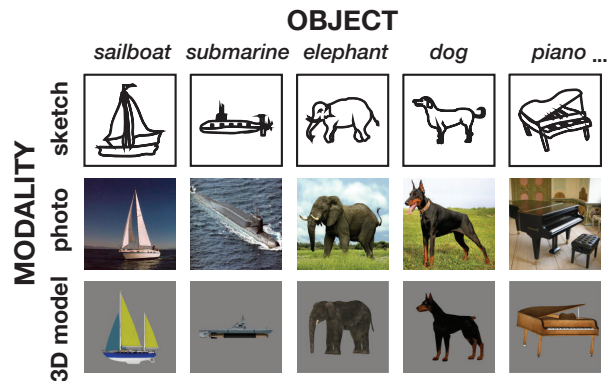 OBJECT
sailboat submarine elephant dog piano ...
MODALITY
sketch
photo
3D model